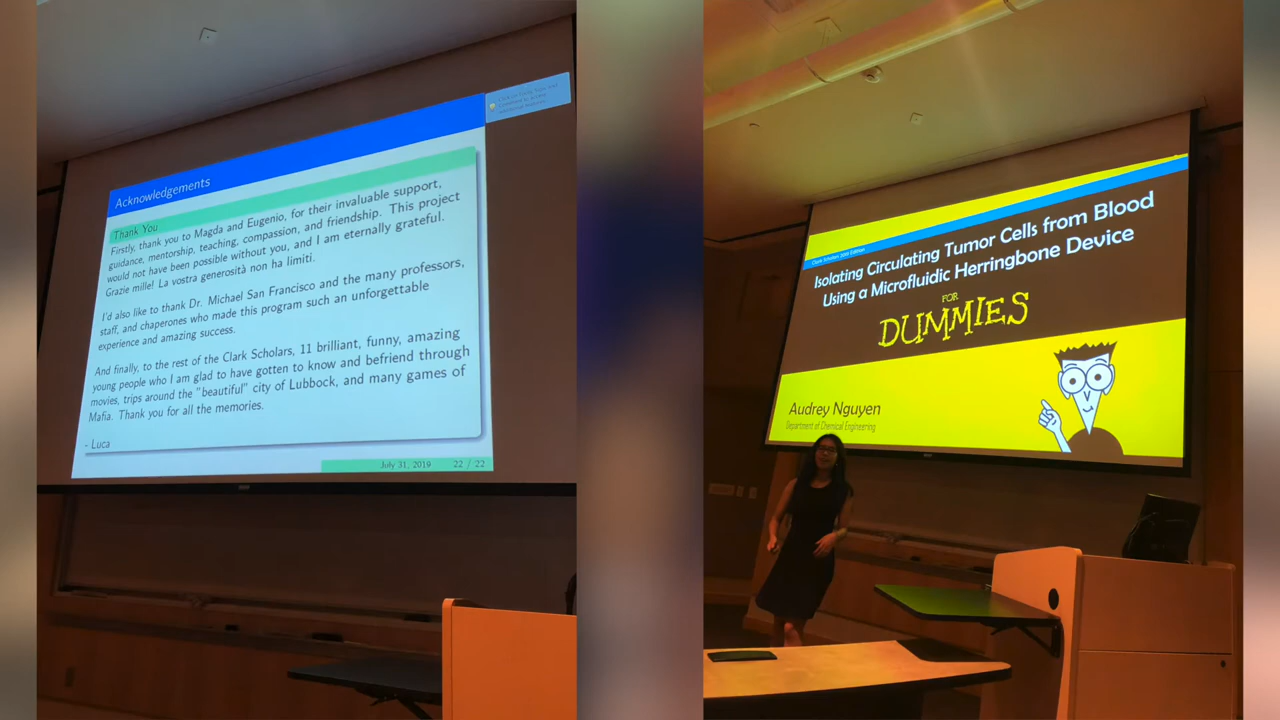 Acknowledgements
Thank You
Firstly, thank you to Magda and Eugenio, for their invaluable support,
guidance, mentorship, teaching, compassion, and friendship. This project
would not have been possible without you, and I am eternally grateful.
Grazie mille! La vostra generosità non ha limiti.
I'd also like to thank Dr. Michael San Francisco and the many professors,
staff, and chaperones who made this program such an unforgettable
experience and amazing success.
And finally, to the rest of the Clark Scholars, 11 brilliant, funny, amazing
young people who I am glad to have gotten to know and befriend through
movies, trips around the "beautiful" city of Lubbock, and many games of
Mafia. Thank you for all the memories.
– Luca
July 31, 2019 22 / 22
Clark Scholars 2019 Edition
Isolating Circulating Tumor Cells from Blood
Using a Microfluidic Herringbone Device
FOR
DUMMIES
Audrey Nguyen
Department of Chemical Engineering